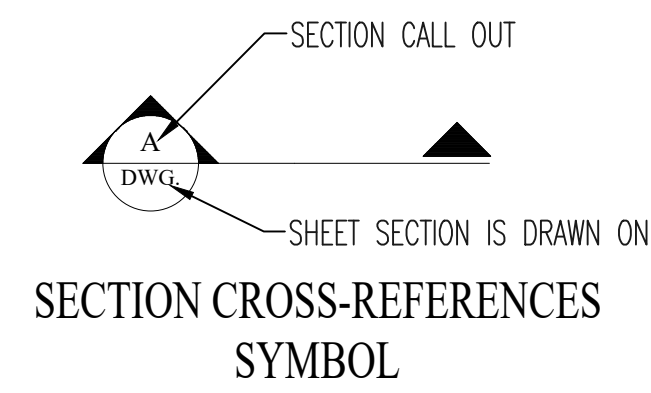 SECTION CALL OUT
A
DWG.
SHEET SECTION IS DRAWN ON
SECTION CROSS-REFERENCES
SYMBOL